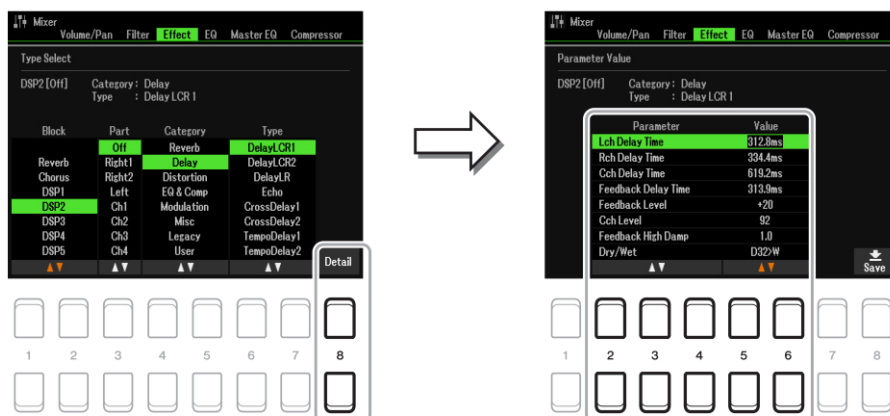 Mixer
Volume/Pan Filter Effect EQ Master EQ Compressor
Type Select
DSP2 [Off] Category : Delay
Type : Delay LCR 1
Block Part Category Type
Off Reverb DelayLCR1
Reverb Right1 Delay DelayLCR2
Chorus Right2 Distortion DelayLR
DSP1 Left EQ & Comp Echo
DSP2 Ch1 Modulation CrossDelay1
DSP3 Ch2 Misc CrossDelay2
DSP4 Ch3 Legacy TempoDelay1
DSP5 Ch4 User TempoDelay2
Detail
1 2 3 4 5 6 7 8
Mixer
Volume/Pan Filter Effect EQ Master EQ Compressor
Parameter Value
DSP2 [Off] Category : Delay
Type : Delay LCR 1
Parameter Value
Lch Delay Time 312.8ms
Rch Delay Time 334.4ms
Cch Delay Time 619.2ms
Feedback Delay Time 313.9ms
Feedback Level +20
Cch Level 92
Feedback High Damp 1.0
Dry/Wet D32>W
Save
1 2 3 4 5 6 7 8